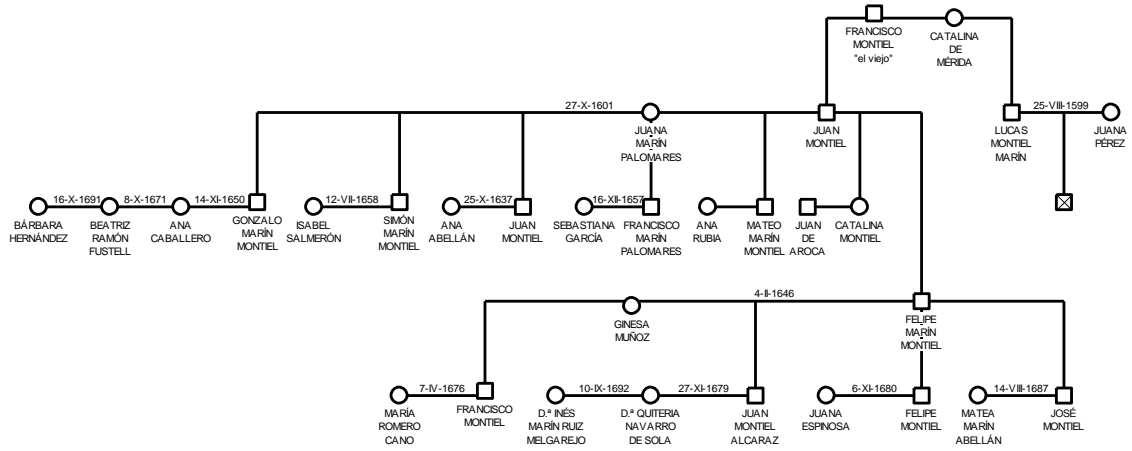 FRANCISCO
MONTIEL
"el viejo"
CATALINA
DE
MÉRIDA
27-X-1601
JUANA
MARÍN
PALOMARES
JUAN
MONTIEL
LUCAS
MONTIEL
MARÍN
25-VIII-1599
JUANA
PÉREZ
BÁRBARA
HERNÁNDEZ
16-X-1691
BEATRIZ
RAMÓN
FUSTELL
8-X-1671
ANA
CABALLERO
14-XI-1650
GONZALO
MARÍN
MONTIEL
ISABEL
SALMERÓN
12-VII-1658
SIMÓN
MARÍN
MONTIEL
ANA
ABELLÁN
25-X-1637
JUAN
MONTIEL
SEBASTIANA
GARCÍA
16-XII-1657
FRANCISCO
MARÍN
PALOMARES
ANA
RUBIA
MATEO
MARÍN
MONTIEL
JUAN
DE
AROCA
CATALINA
MONTIEL
4-II-1646
GINESA
MUÑOZ
FELIPE
MARÍN
MONTIEL
MARÍA
ROMERO
CANO
7-IV-1676
FRANCISCO
MONTIEL
D.ª INÉS
MARÍN RUIZ
MELGAREJO
10-IX-1692
D.ª QUITERIA
NAVARRO
DE SOLA
27-XI-1679
JUAN
MONTIEL
ALCARAZ
JUANA
ESPINOSA
6-XI-1680
FELIPE
MONTIEL
MATEA
MARÍN
ABELLÁN
14-VIII-1687
JOSÉ
MONTIEL